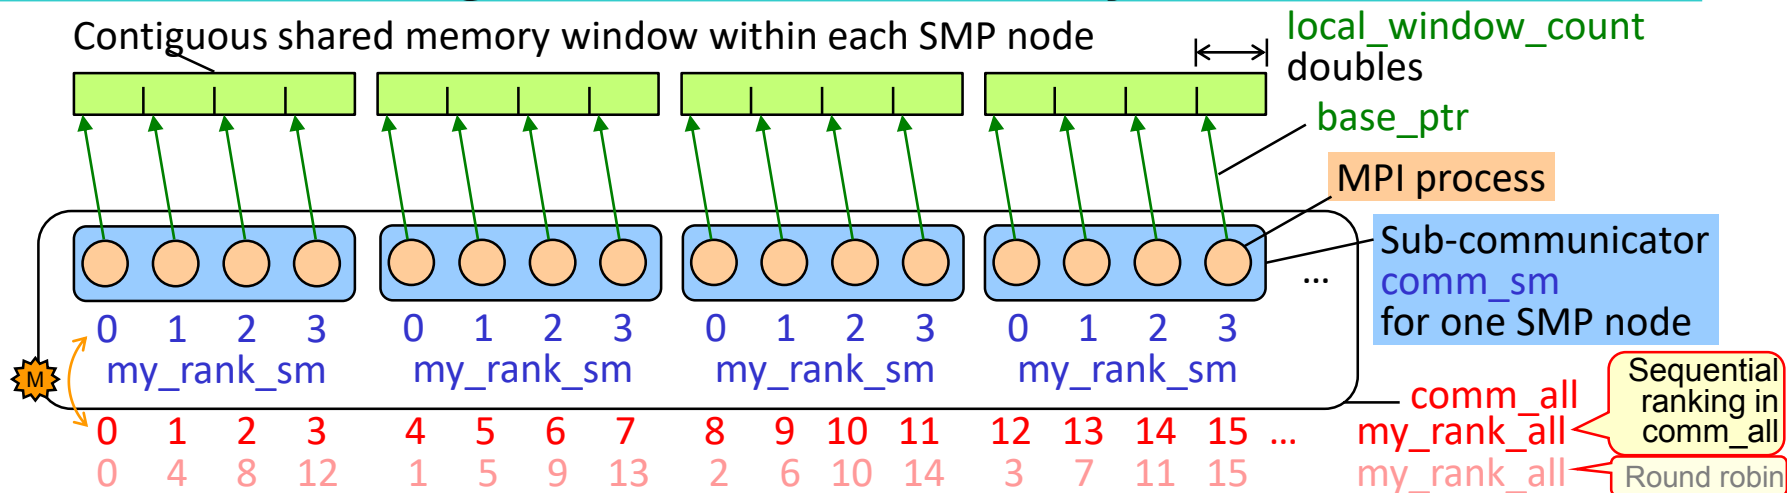 Contiguous shared memory window within each SMP node
local_window_count
doubles
base_ptr
MPI process
Sub-communicator
comm_sm
for one SMP node
...
0 1 2 3 0 1 2 3 0 1 2 3 0 1 2 3
my_rank_sm my_rank_sm my_rank_sm my_rank_sm
M
comm_all
0 1 2 3 4 5 6 7 8 9 10 11 12 13 14 15 ... my_rank_all
Sequential
ranking in
comm_all
0 4 8 12 1 5 9 13 2 6 10 14 3 7 11 15 my_rank_all
Round robin